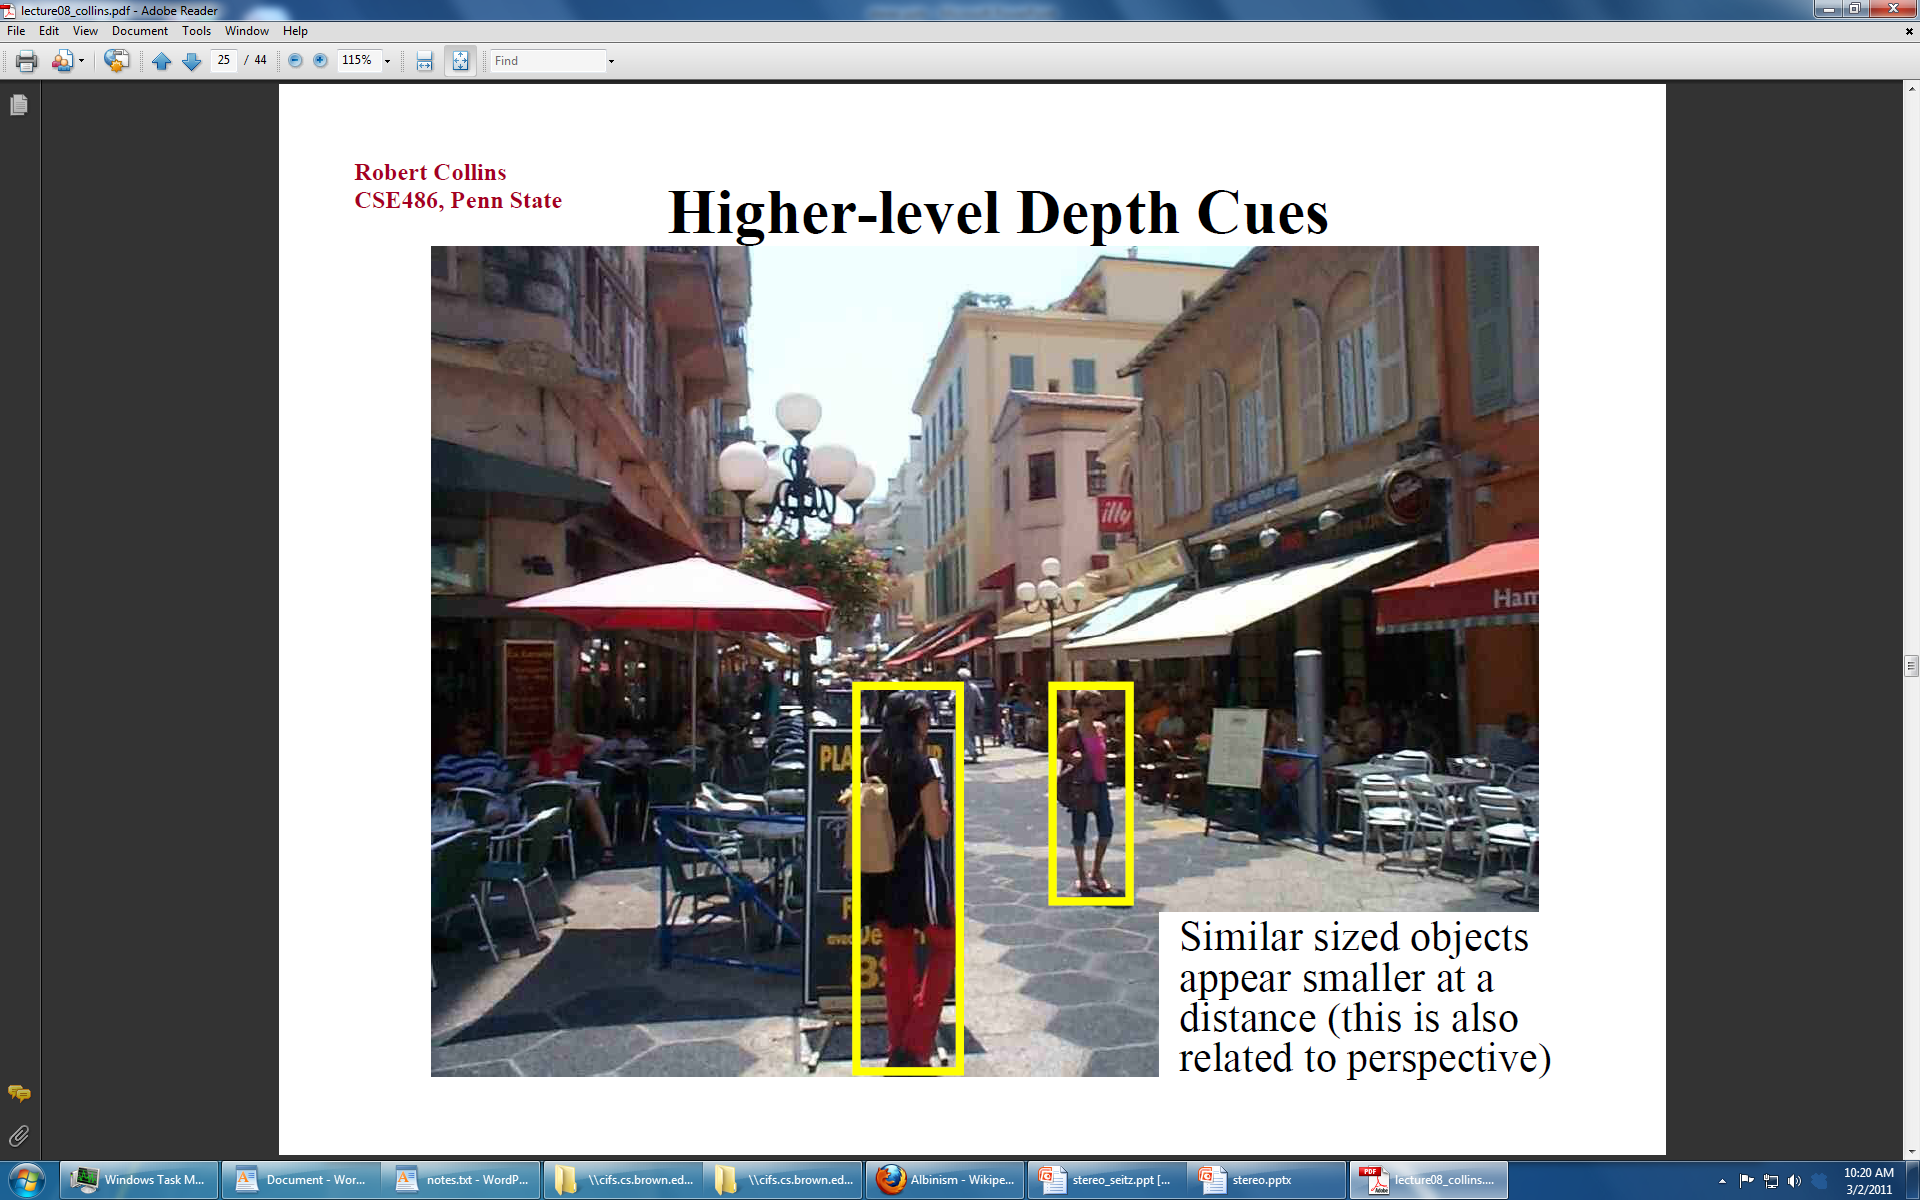 lecture08_collins.pdf - Adobe Reader
File Edit View Document Tools Window Help
25 / 44 115% Find
Robert Collins
CSE486, Penn State
Higher-level Depth Cues
illy
Ham
Similar sized objects
appear smaller at a
distance (this is also
related to perspective)
Windows Task M... Document - Wor... notes.txt - WordP... \\cifs.cs.brown.ed... \\cifs.cs.brown.ed... Albinism - Wikipe... stereo_seitz.ppt [... stereo.pptx lecture08_collins....
10:20 AM
3/2/2011